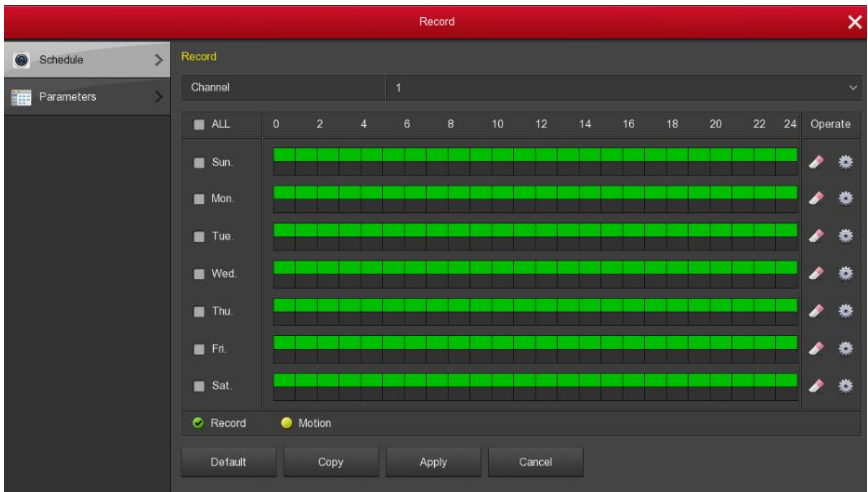 Record
Schedule
Parameters
Record
Channel 1
ALL 0 2 4 6 8 10 12 14 16 18 20 22 24 Operate
Sun.
Mon.
Tue.
Wed.
Thu.
Fri.
Sat.
Record Motion
Default Copy Apply Cancel